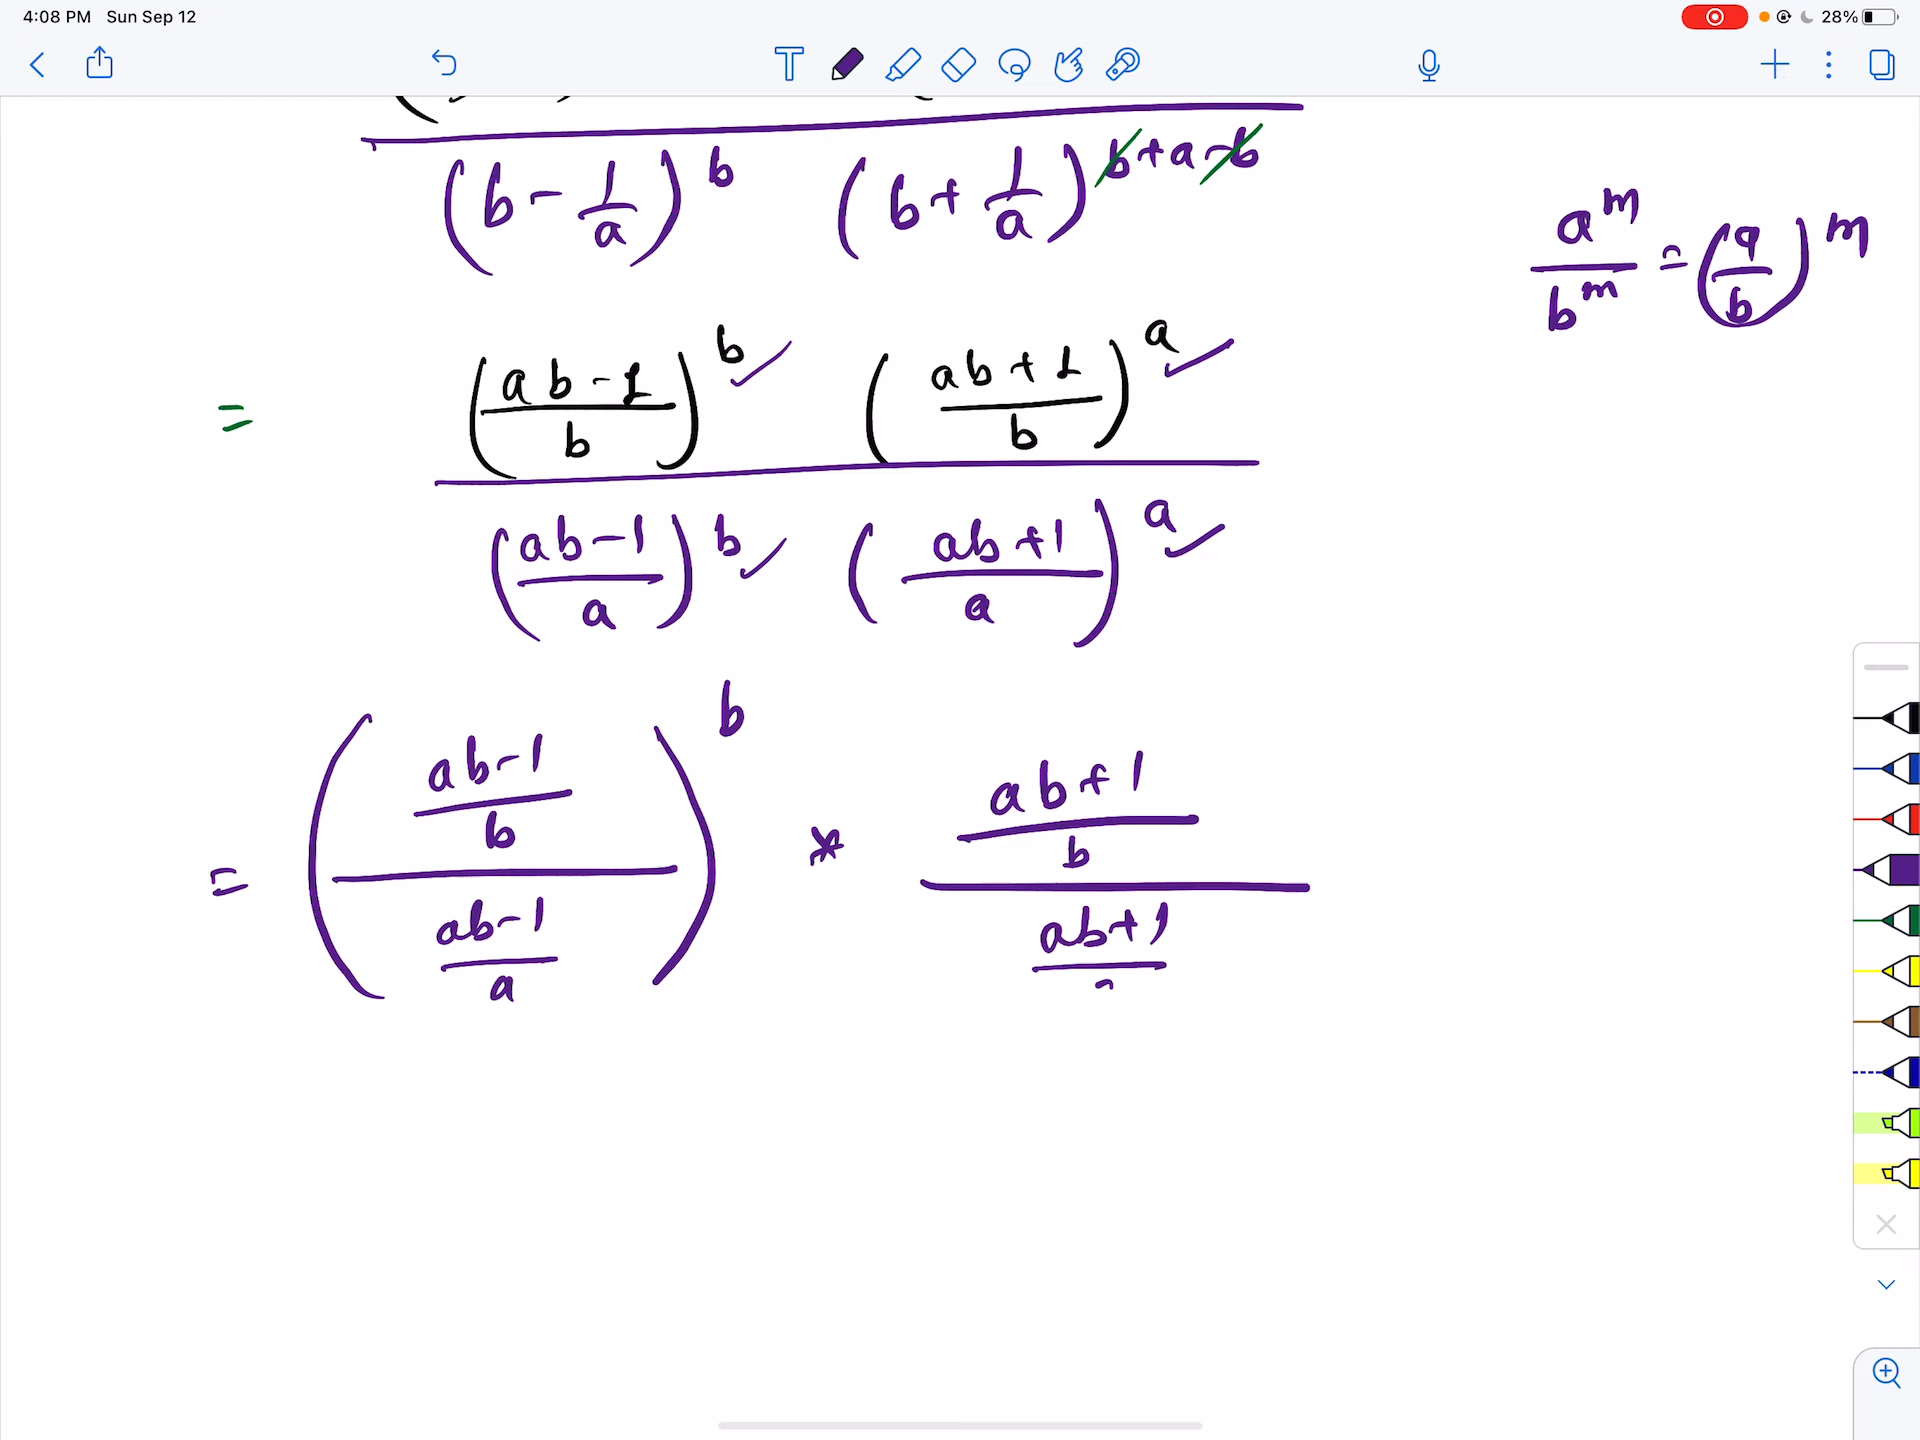 4:08 PM Sun Sep 12 28%
(b - 1/a)^b (b + 1/a)^b+a-b
a^m/b^m = (a/b)^m
= ((ab-1)/b)^b ((ab+1)/b)^a
((ab-1)/a)^b ((ab+1)/a)^a
= (((ab-1)/b)/((ab-1)/a))^b * ((ab+1)/b)/(ab+1)